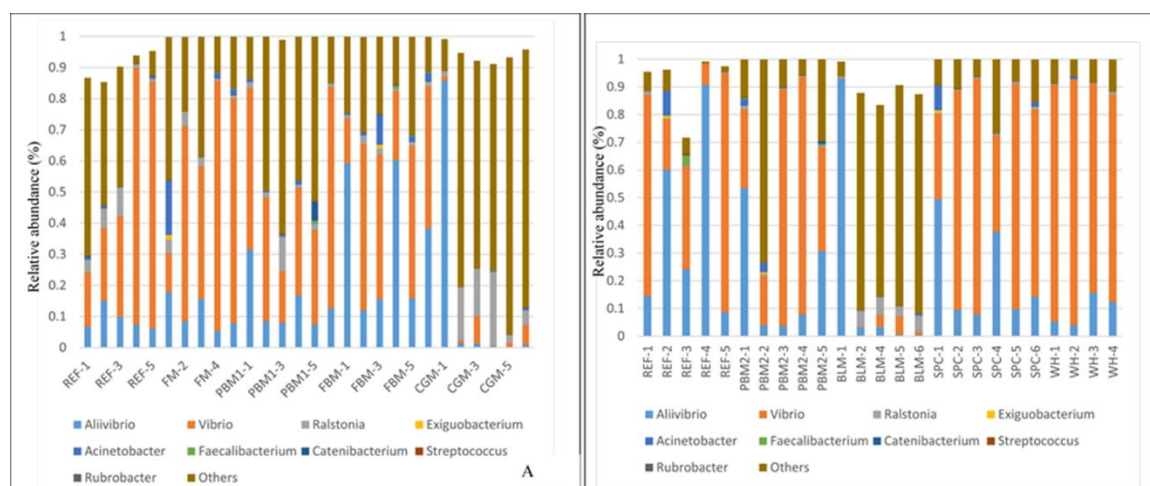 1
0.9
0.8
0.7
0.6
0.5
0.4
0.3
0.2
0.1
0
Relative abundance (%)
REF-1
REF-3
REF-5
FM-2
FM-4
PBM1-1
PBM1-3
PBM1-5
FBM-1
FBM-3
FBM-5
CGM-1
CGM-3
CGM-5
Aliivibrio Vibrio Ralstonia Exiguobacterium
Acinetobacter Faecalibacterium Catenibacterium Streptococcus
Rubrobacter Others
A
1
0.9
0.8
0.7
0.6
0.5
0.4
0.3
0.2
0.1
0
Relative abundance (%)
REF-1
REF-2
REF-3
REF-4
REF-5
PBM2-1
PBM2-2
PBM2-3
PBM2-4
PBM2-5
BLM-1
BLM-2
BLM-4
BLM-5
BLM-6
SPC-1
SPC-2
SPC-3
SPC-4
SPC-5
SPC-6
WH-1
WH-2
WH-3
WH-4
Aliivibrio Vibrio Ralstonia Exiguobacterium
Acinetobacter Faecalibacterium Catenibacterium Streptococcus
Rubrobacter Others